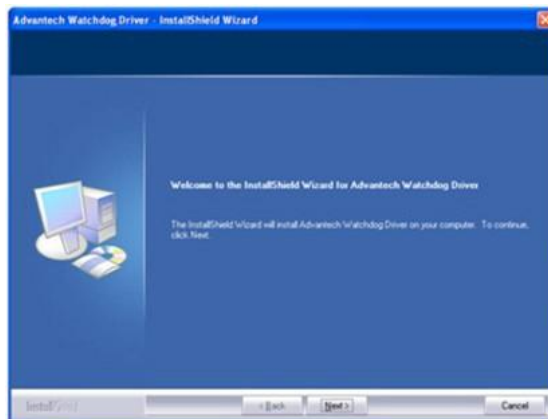 Advantech Watchdog Driver - InstallShield Wizard
Welcome to the InstallShield Wizard for Advantech Watchdog Driver
The InstallShield Wizard will install Advantech Watchdog Driver on your computer. To continue,
click Next.
InstallShield
< Back Next > Cancel